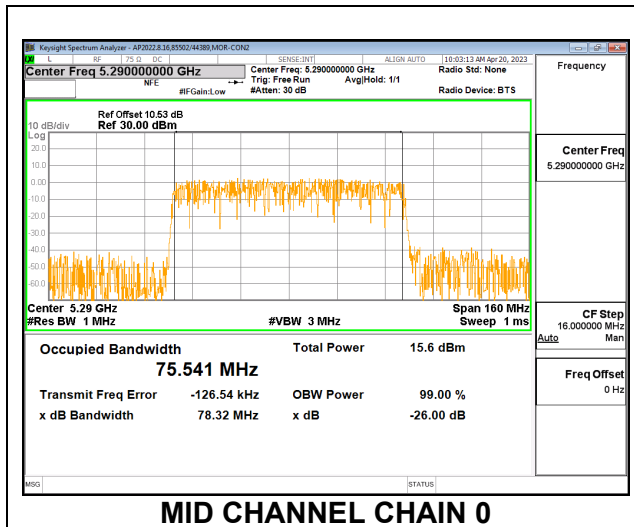 Keysight Spectrum Analyzer - AP2022.8.16,85502/44389,MOR-CON2
L RF 75 Ω DC SENSE:INT ALIGN AUTO 10:03:13 AM Apr 20, 2023
Center Freq 5.290000000 GHz
NFE
#IFGain:Low
Center Freq: 5.290000000 GHz
Trig: Free Run Avg|Hold: 1/1
#Atten: 30 dB
Radio Std: None
Radio Device: BTS
Ref Offset 10.53 dB
10 dB/div Ref 30.00 dBm
Log
20.0
10.0
0.00
-10.0
-20.0
-30.0
-40.0
-50.0
-60.0
Center 5.29 GHz Span 160 MHz
#Res BW 1 MHz #VBW 3 MHz Sweep 1 ms
Occupied Bandwidth Total Power 15.6 dBm
75.541 MHz
Transmit Freq Error -126.54 kHz OBW Power 99.00 %
x dB Bandwidth 78.32 MHz x dB -26.00 dB
MSG STATUS
Frequency
Center Freq
5.290000000 GHz
CF Step
16.000000 MHz
Auto Man
Freq Offset
0 Hz
MID CHANNEL CHAIN 0